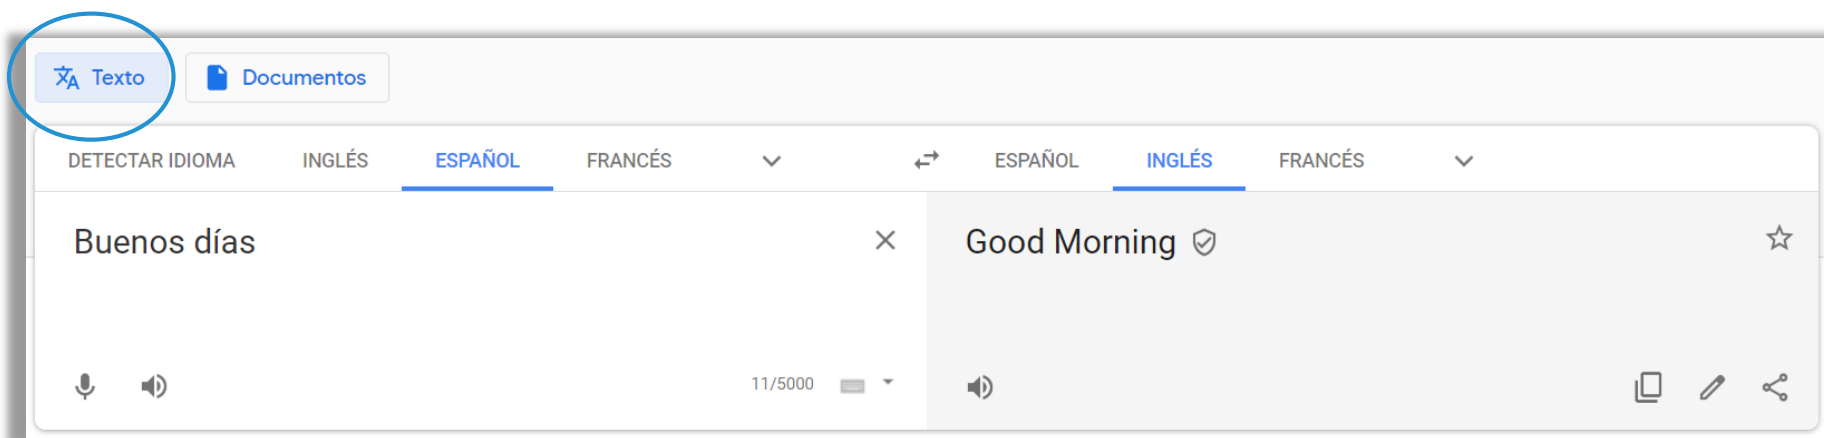 Texto Documentos
DETECTAR IDIOMA INGLÉS ESPAÑOL FRANCÉS ESPAÑOL INGLÉS FRANCÉS
Buenos días Good Morning
11/5000